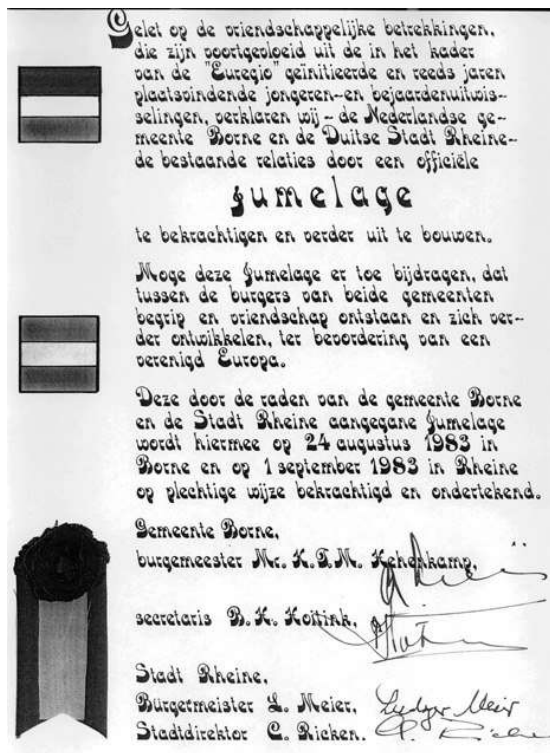 Gelet op de vriendschappelijke betrekkingen,
die zijn voortgevloeid uit de in het kader
van de "Euregio" geïnitieerde en reeds jaren
plaatsvindende jongeren-en bejaardenuitwis-
selingen, verklaren wij - de Nederlandse ge-
meente Borne en de Duitse Stadt Rheine-
de bestaande relaties door een officiële
Jumelage
te bekrachtigen en verder uit te bouwen.
Moge deze Jumelage er toe bijdragen, dat
tussen de burgers van beide gemeenten
begrip en vriendschap ontstaan en zich ver-
der ontwikkelen, ter bevordering van een
verenigd Europa.
Deze door de raden van de gemeente Borne
en de Stadt Rheine aangegane Jumelage
wordt hiermee op 24 augustus 1983 in
Borne en op 1 september 1983 in Rheine
op plechtige wijze bekrachtigd en ondertekend.
Gemeente Borne,
burgemeester Mr. K.T.M. Hehenkamp,
secretaris B.H. Hoitink,
Stadt Rheine,
Bürgermeister L. Meier, Ludger Meier
Stadtdirektor C. Ricken.